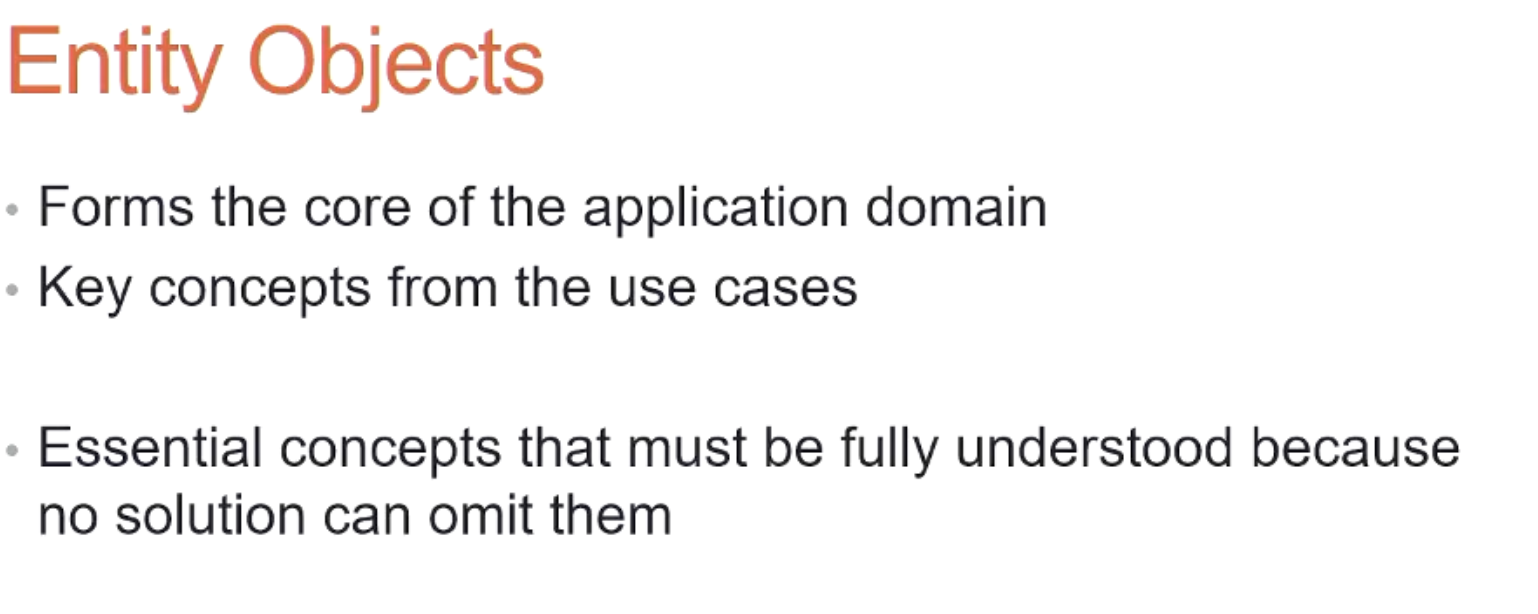 Entity Objects
• Forms the core of the application domain
• Key concepts from the use cases
• Essential concepts that must be fully understood because
no solution can omit them